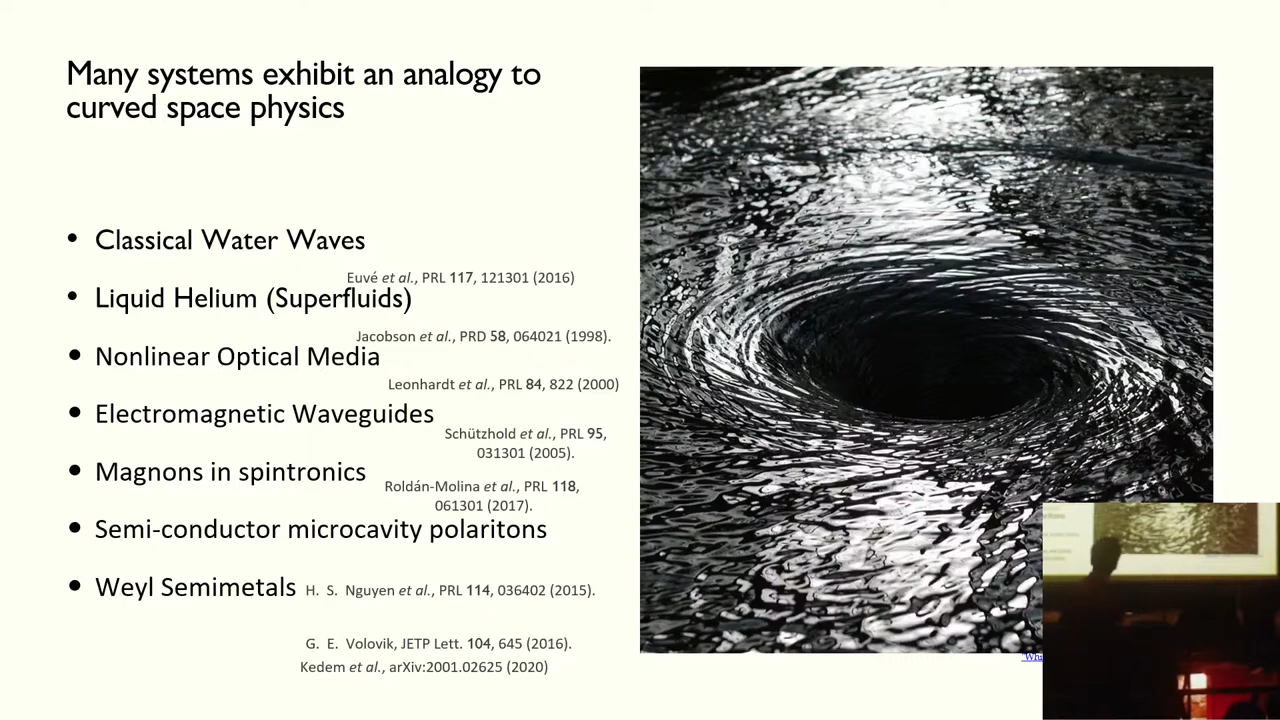 Many systems exhibit an analogy to
curved space physics
• Classical Water Waves
Euvé et al., PRL 117, 121301 (2016)
• Liquid Helium (Superfluids)
Jacobson et al., PRD 58, 064021 (1998).
• Nonlinear Optical Media
Leonhardt et al., PRL 84, 822 (2000)
• Electromagnetic Waveguides
Schützhold et al., PRL 95,
031301 (2005).
• Magnons in spintronics
Roldán-Molina et al., PRL 118,
061301 (2017).
• Semi-conductor microcavity polaritons
• Weyl Semimetals H. S. Nguyen et al., PRL 114, 036402 (2015).
G. E. Volovik, JETP Lett. 104, 645 (2016).
Kedem et al., arXiv:2001.02625 (2020)